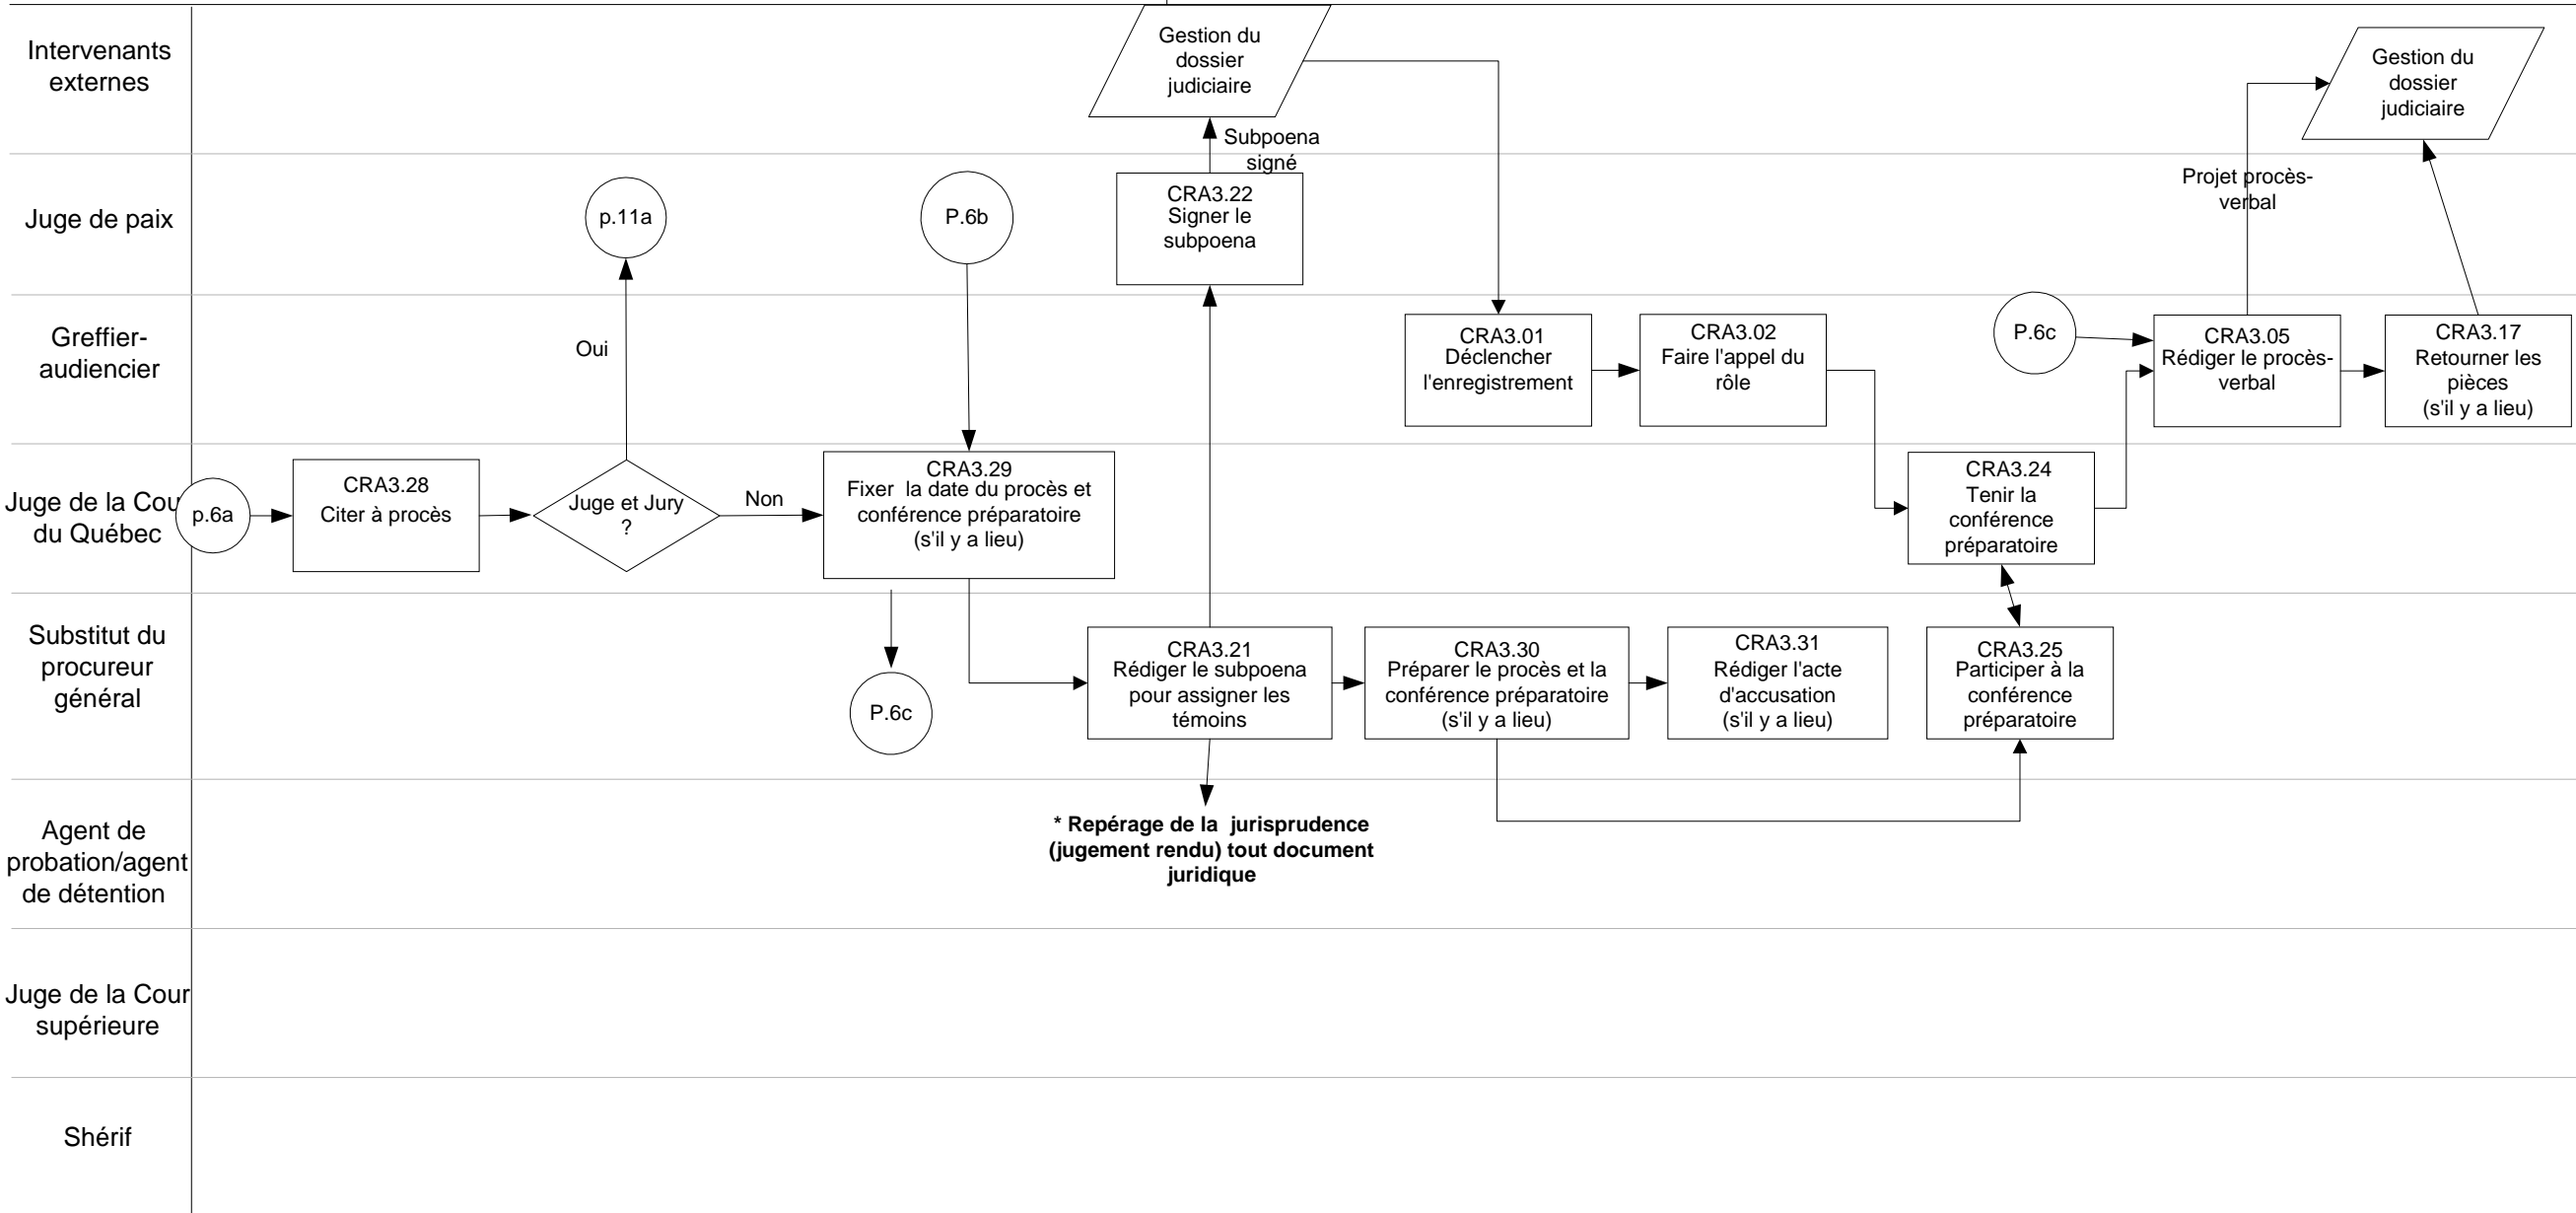 Intervenants
externes
Gestion du
dossier
judiciaire
Gestion du
dossier
judiciaire
Subpoena
signé
Juge de paix
p.11a
P.6b
CRA3.22
Signer le
subpoena
Projet procès-
verbal
Greffier-
audiencier
Oui
CRA3.01
Déclencher
l'enregistrement
CRA3.02
Faire l'appel du
rôle
P.6c
CRA3.05
Rédiger le procès-
verbal
CRA3.17
Retourner les
pièces
(s'il y a lieu)
Juge de la Cour
du Québec
p.6a
CRA3.28
Citer à procès
Juge et Jury
?
Non
CRA3.29
Fixer la date du procès et
conférence préparatoire
(s'il y a lieu)
CRA3.24
Tenir la
conférence
préparatoire
Substitut du
procureur
général
P.6c
CRA3.21
Rédiger le subpoena
pour assigner les
témoins
CRA3.30
Préparer le procès et la
conférence préparatoire
(s'il y a lieu)
CRA3.31
Rédiger l'acte
d'accusation
(s'il y a lieu)
CRA3.25
Participer à la
conférence
préparatoire
Agent de
probation/agent
de détention
* Repérage de la jurisprudence
(jugement rendu) tout document
juridique
Juge de la Cour
supérieure
Shérif